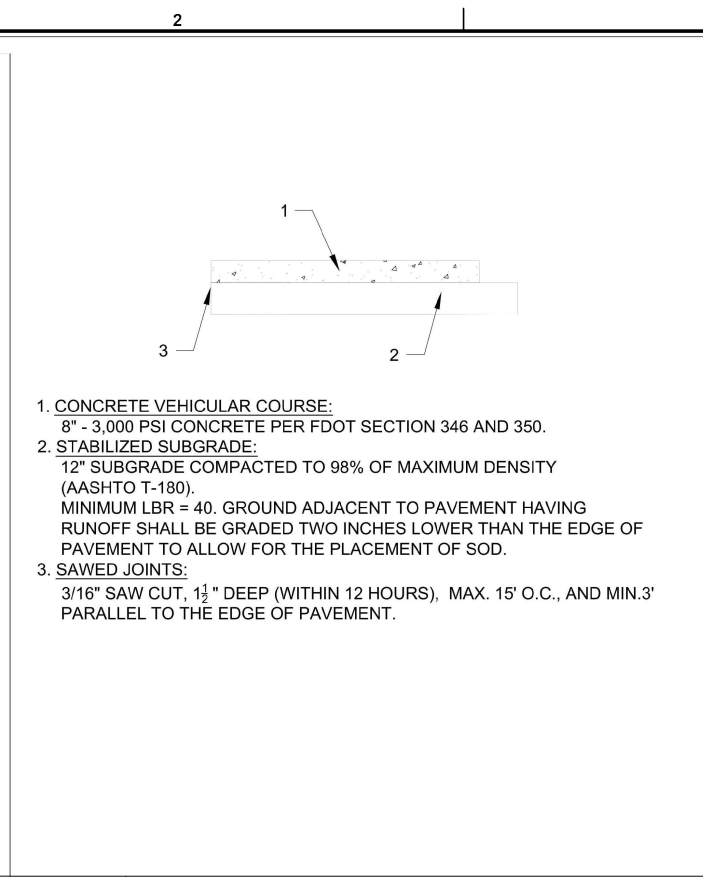 2
1
3
2
1. CONCRETE VEHICULAR COURSE:
8" - 3,000 PSI CONCRETE PER FDOT SECTION 346 AND 350.
2. STABILIZED SUBGRADE:
12" SUBGRADE COMPACTED TO 98% OF MAXIMUM DENSITY
(AASHTO T-180).
MINIMUM LBR = 40. GROUND ADJACENT TO PAVEMENT HAVING
RUNOFF SHALL BE GRADED TWO INCHES LOWER THAN THE EDGE OF
PAVEMENT TO ALLOW FOR THE PLACEMENT OF SOD.
3. SAWED JOINTS:
3/16" SAW CUT, 1½" DEEP (WITHIN 12 HOURS), MAX. 15' O.C., AND MIN.3'
PARALLEL TO THE EDGE OF PAVEMENT.